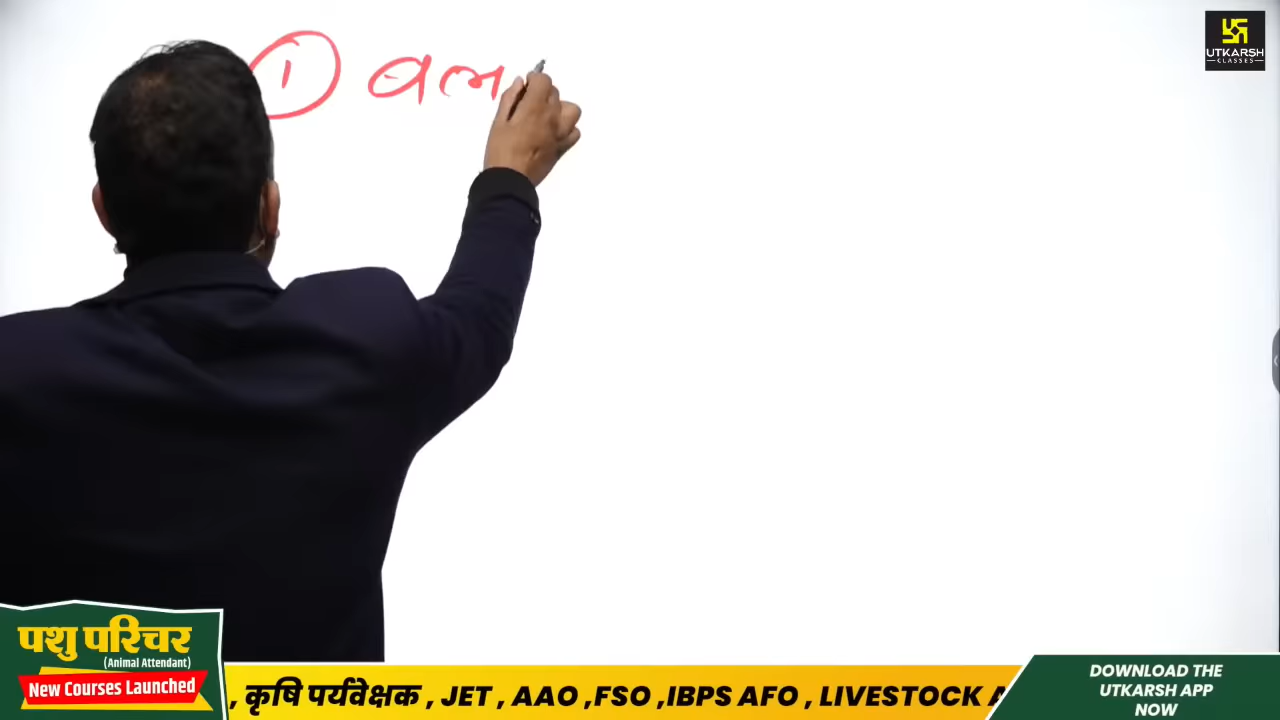 ① वल
UTKARSH
CLASSES
पशु परिचर
(Animal Attendant)
New Courses Launched
, कृषि पर्यवेक्षक , JET , AAO ,FSO ,IBPS AFO , LIVESTOCK A
DOWNLOAD THE
UTKARSH APP
NOW